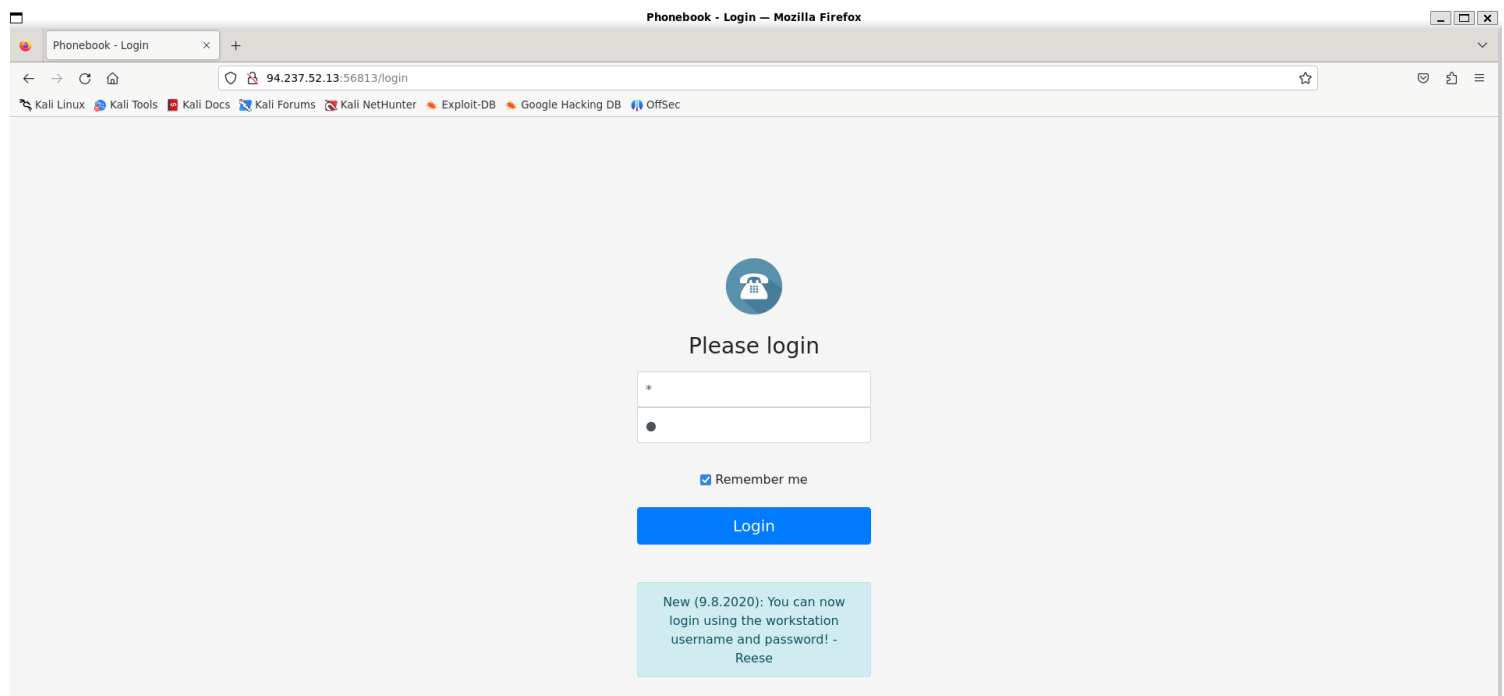 Phonebook - Login — Mozilla Firefox
Phonebook - Login
94.237.52.13:56813/login
Kali Linux Kali Tools Kali Docs Kali Forums Kali NetHunter Exploit-DB Google Hacking DB OffSec
Please login
*
Remember me
Login
New (9.8.2020): You can now
login using the workstation
username and password! -
Reese